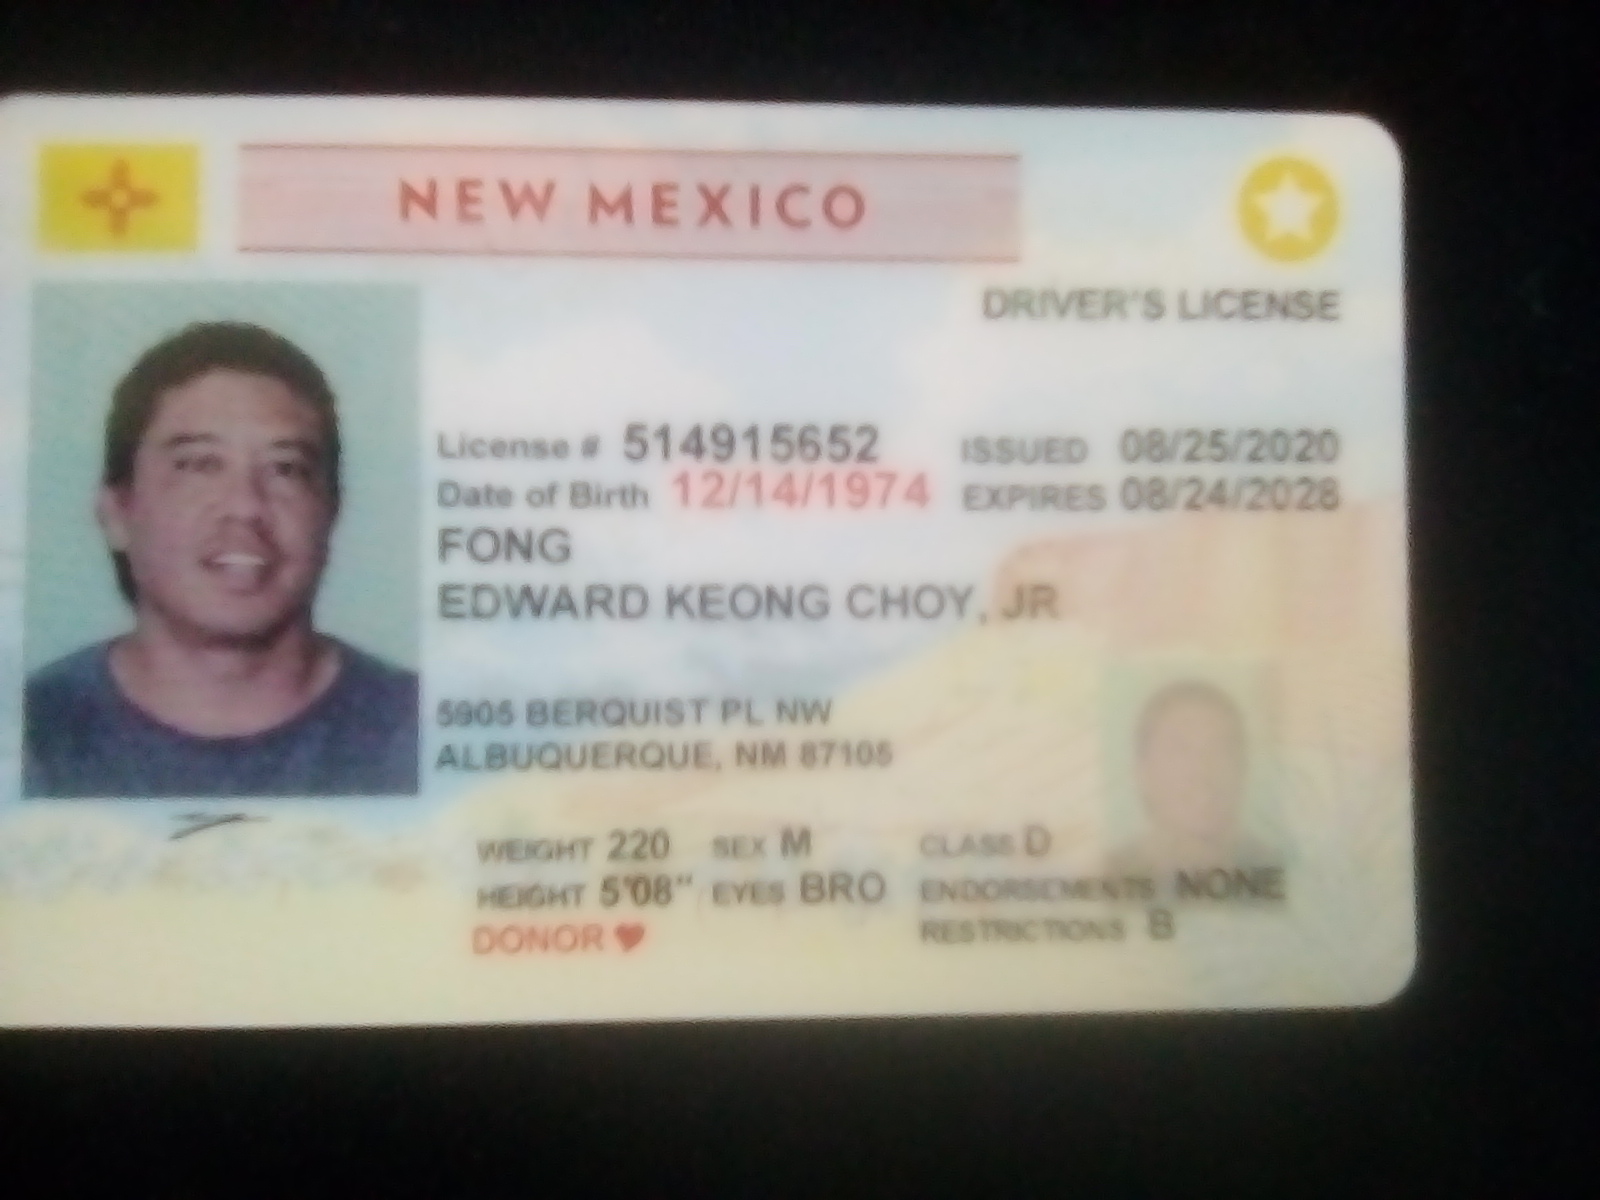 NEW MEXICO
DRIVER'S LICENSE
License # 514915652 ISSUED 08/25/2020
Date of Birth 12/14/1974 EXPIRES 08/24/2028
FONG
EDWARD KEONG CHOY, JR
5905 BERQUIST PL NW
ALBUQUERQUE, NM 87105
WEIGHT 220 SEX M CLASS D
HEIGHT 5'08" EYES BRO ENDORSEMENTS NONE
DONOR RESTRICTIONS B